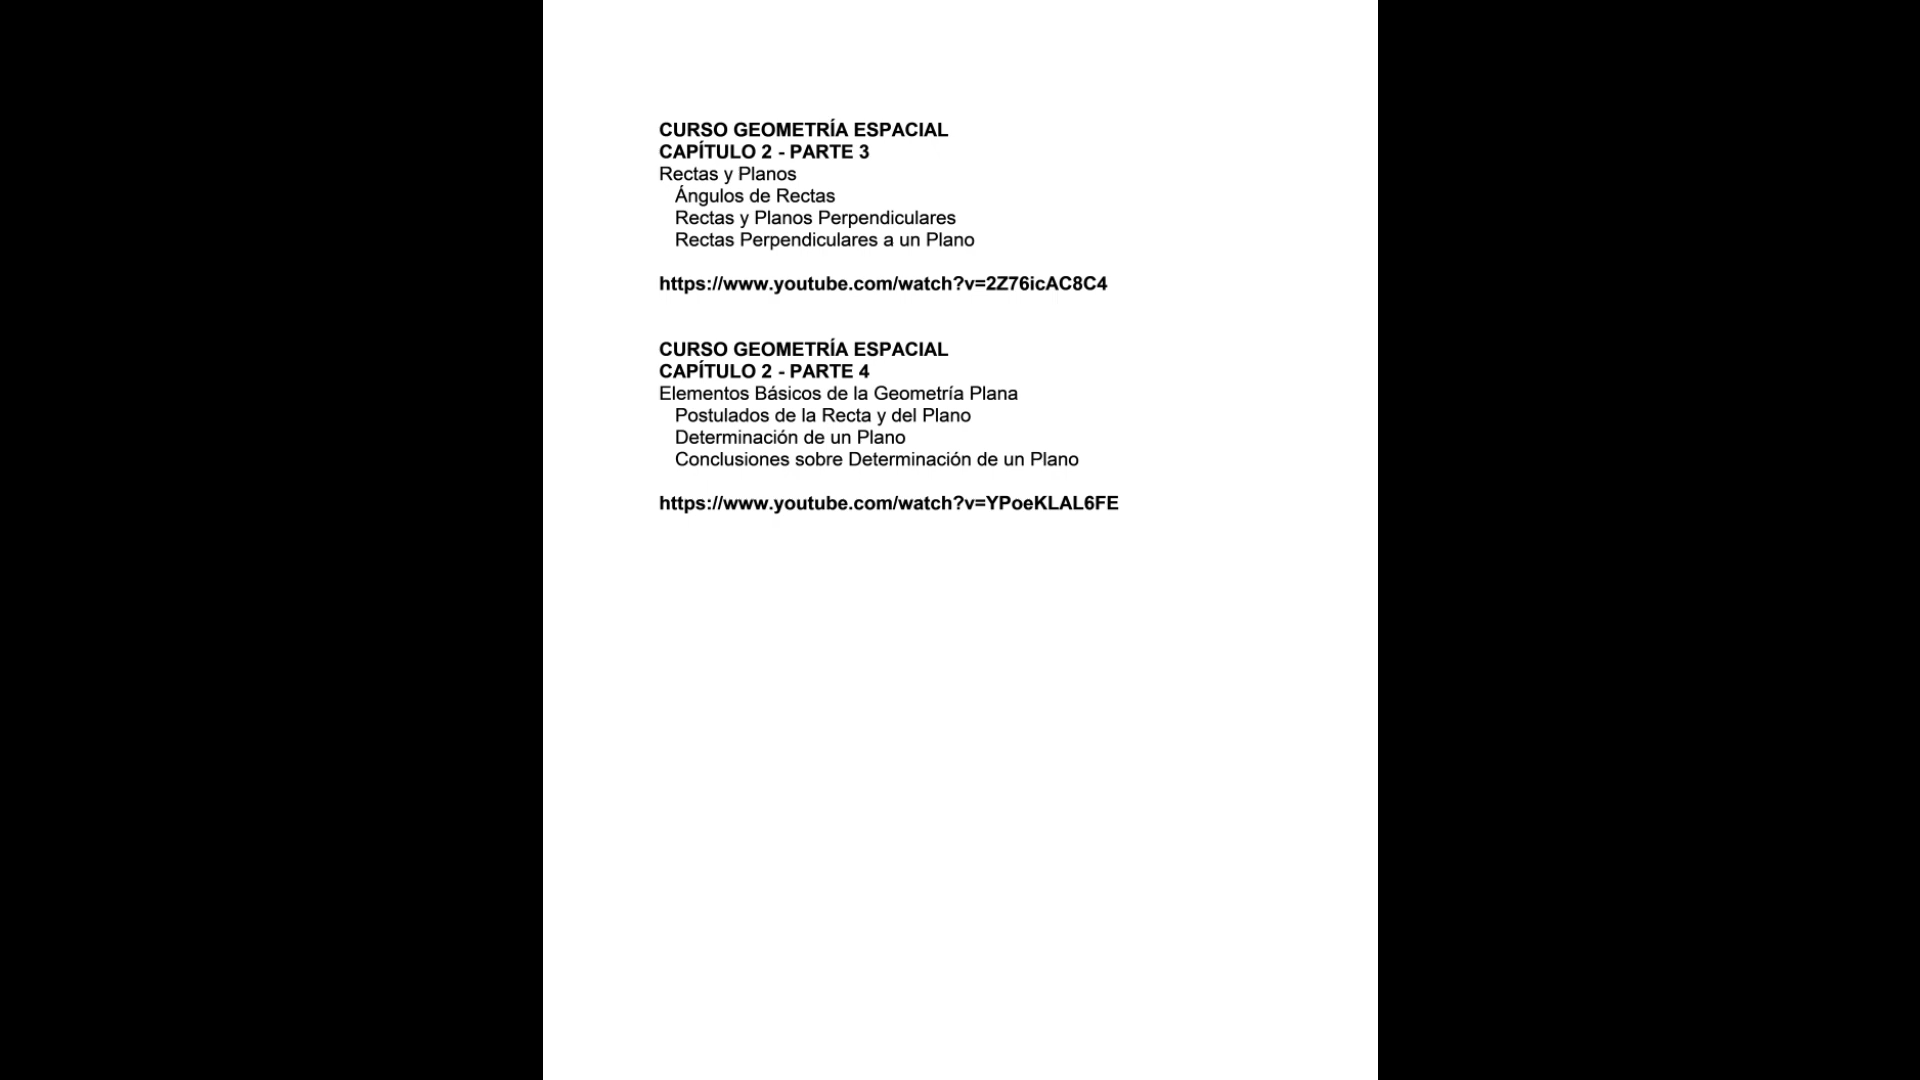 CURSO GEOMETRÍA ESPACIAL
CAPÍTULO 2 - PARTE 3
Rectas y Planos
Ángulos de Rectas
Rectas y Planos Perpendiculares
Rectas Perpendiculares a un Plano
https://www.youtube.com/watch?v=2Z76icAC8C4
CURSO GEOMETRÍA ESPACIAL
CAPÍTULO 2 - PARTE 4
Elementos Básicos de la Geometría Plana
Postulados de la Recta y del Plano
Determinación de un Plano
Conclusiones sobre Determinación de un Plano
https://www.youtube.com/watch?v=YPoeKLAL6FE